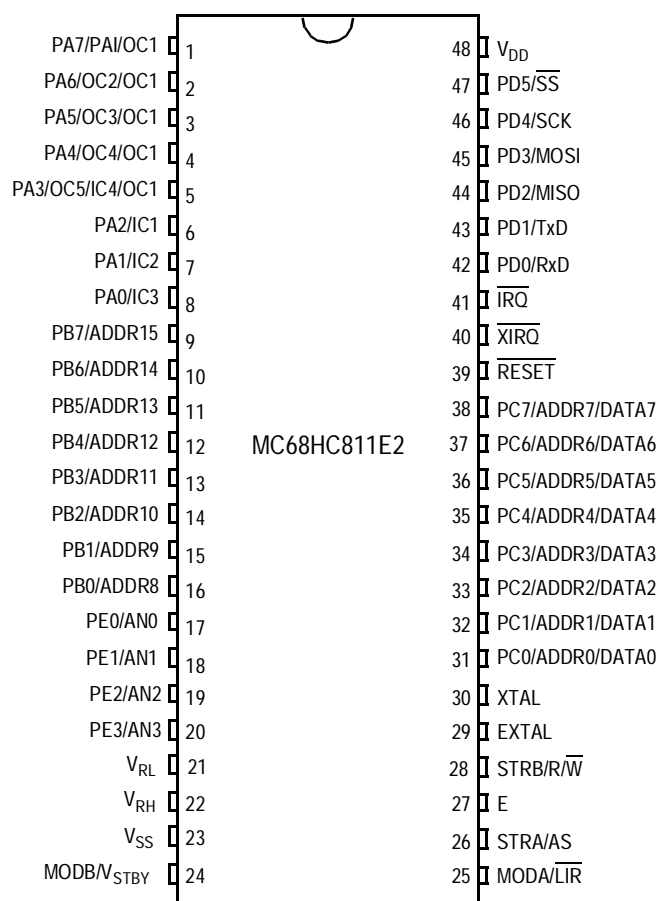 PA7/PAI/OC1 1
PA6/OC2/OC1 2
PA5/OC3/OC1 3
PA4/OC4/OC1 4
PA3/OC5/IC4/OC1 5
PA2/IC1 6
PA1/IC2 7
PA0/IC3 8
PB7/ADDR15 9
PB6/ADDR14 10
PB5/ADDR13 11
PB4/ADDR12 12
PB3/ADDR11 13
PB2/ADDR10 14
PB1/ADDR9 15
PB0/ADDR8 16
PE0/AN0 17
PE1/AN1 18
PE2/AN2 19
PE3/AN3 20
VRL 21
VRH 22
VSS 23
MODB/VSTBY 24
MC68HC811E2
48 VDD
47 PD5/S̅S̅
46 PD4/SCK
45 PD3/MOSI
44 PD2/MISO
43 PD1/TxD
42 PD0/RxD
41 I̅R̅Q̅
40 X̅I̅R̅Q̅
39 R̅E̅S̅E̅T̅
38 PC7/ADDR7/DATA7
37 PC6/ADDR6/DATA6
36 PC5/ADDR5/DATA5
35 PC4/ADDR4/DATA4
34 PC3/ADDR3/DATA3
33 PC2/ADDR2/DATA2
32 PC1/ADDR1/DATA1
31 PC0/ADDR0/DATA0
30 XTAL
29 EXTAL
28 STRB/R/W̅
27 E
26 STRA/AS
25 MODA/L̅I̅R̅